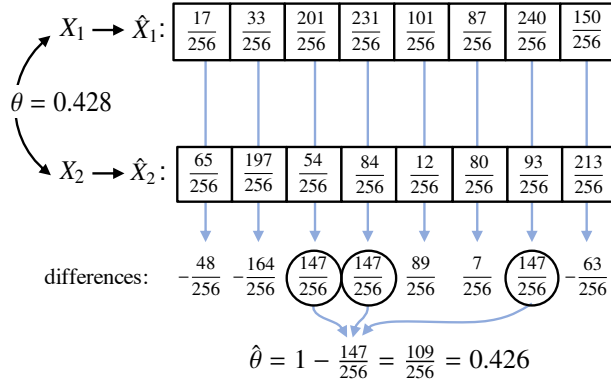 X₁ → X̂₁: 17/256 33/256 201/256 231/256 101/256 87/256 240/256 150/256
θ = 0.428
X₂ → X̂₂: 65/256 197/256 54/256 84/256 12/256 80/256 93/256 213/256
differences: -48/256 -164/256 147/256 147/256 89/256 7/256 147/256 -63/256
θ̂ = 1 − 147/256 = 109/256 = 0.426